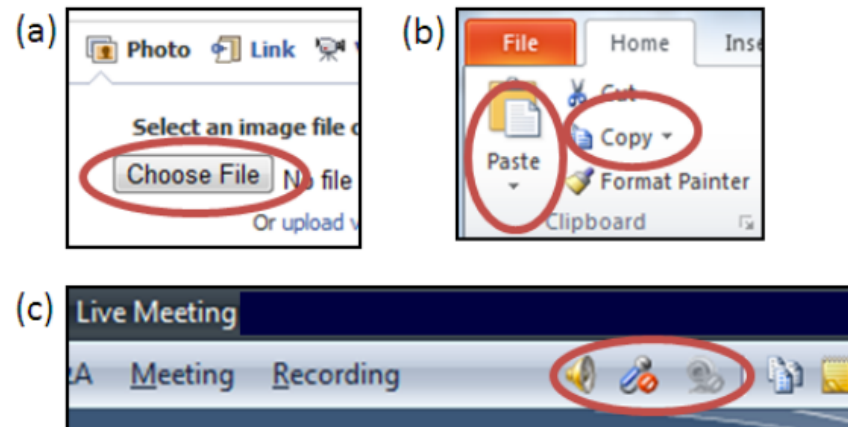 (a)
Photo Link
Select an image file
Choose File No file
Or upload
(b)
File Home
Cut
Copy
Paste
Format Painter
Clipboard
(c)
Live Meeting
Meeting Recording